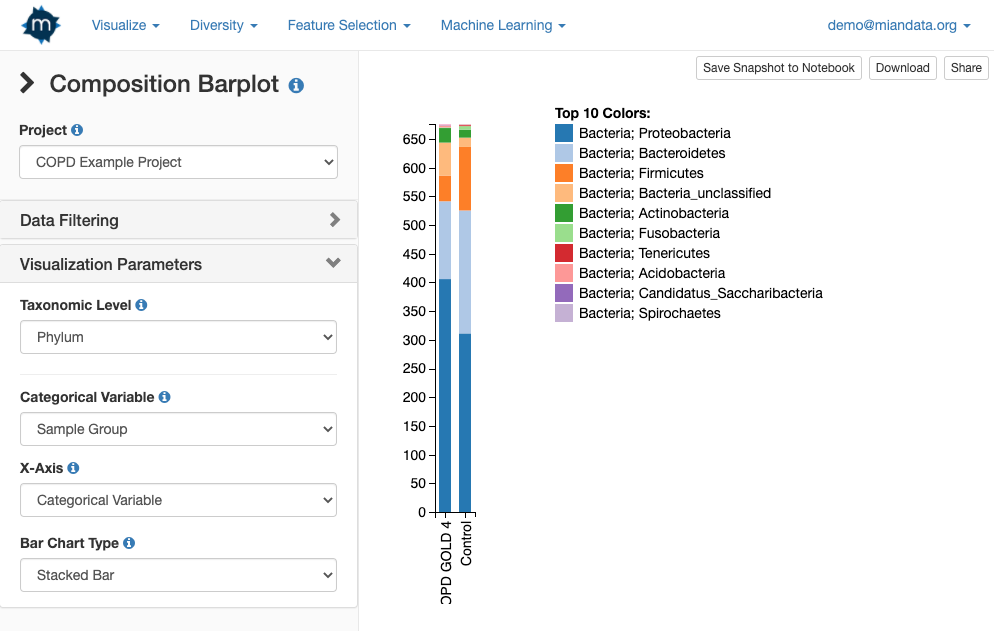 m
Visualize
Diversity
Feature Selection
Machine Learning
demo@miandata.org
Composition Barplot
Project
COPD Example Project
Data Filtering
Visualization Parameters
Taxonomic Level
Phylum
Categorical Variable
Sample Group
X-Axis
Categorical Variable
Bar Chart Type
Stacked Bar
Save Snapshot to Notebook
Download
Share
650
600
550
500
450
400
350
300
250
200
150
100
50
0
OPD GOLD 4
Control
Top 10 Colors:
Bacteria; Proteobacteria
Bacteria; Bacteroidetes
Bacteria; Firmicutes
Bacteria; Bacteria_unclassified
Bacteria; Actinobacteria
Bacteria; Fusobacteria
Bacteria; Tenericutes
Bacteria; Acidobacteria
Bacteria; Candidatus_Saccharibacteria
Bacteria; Spirochaetes